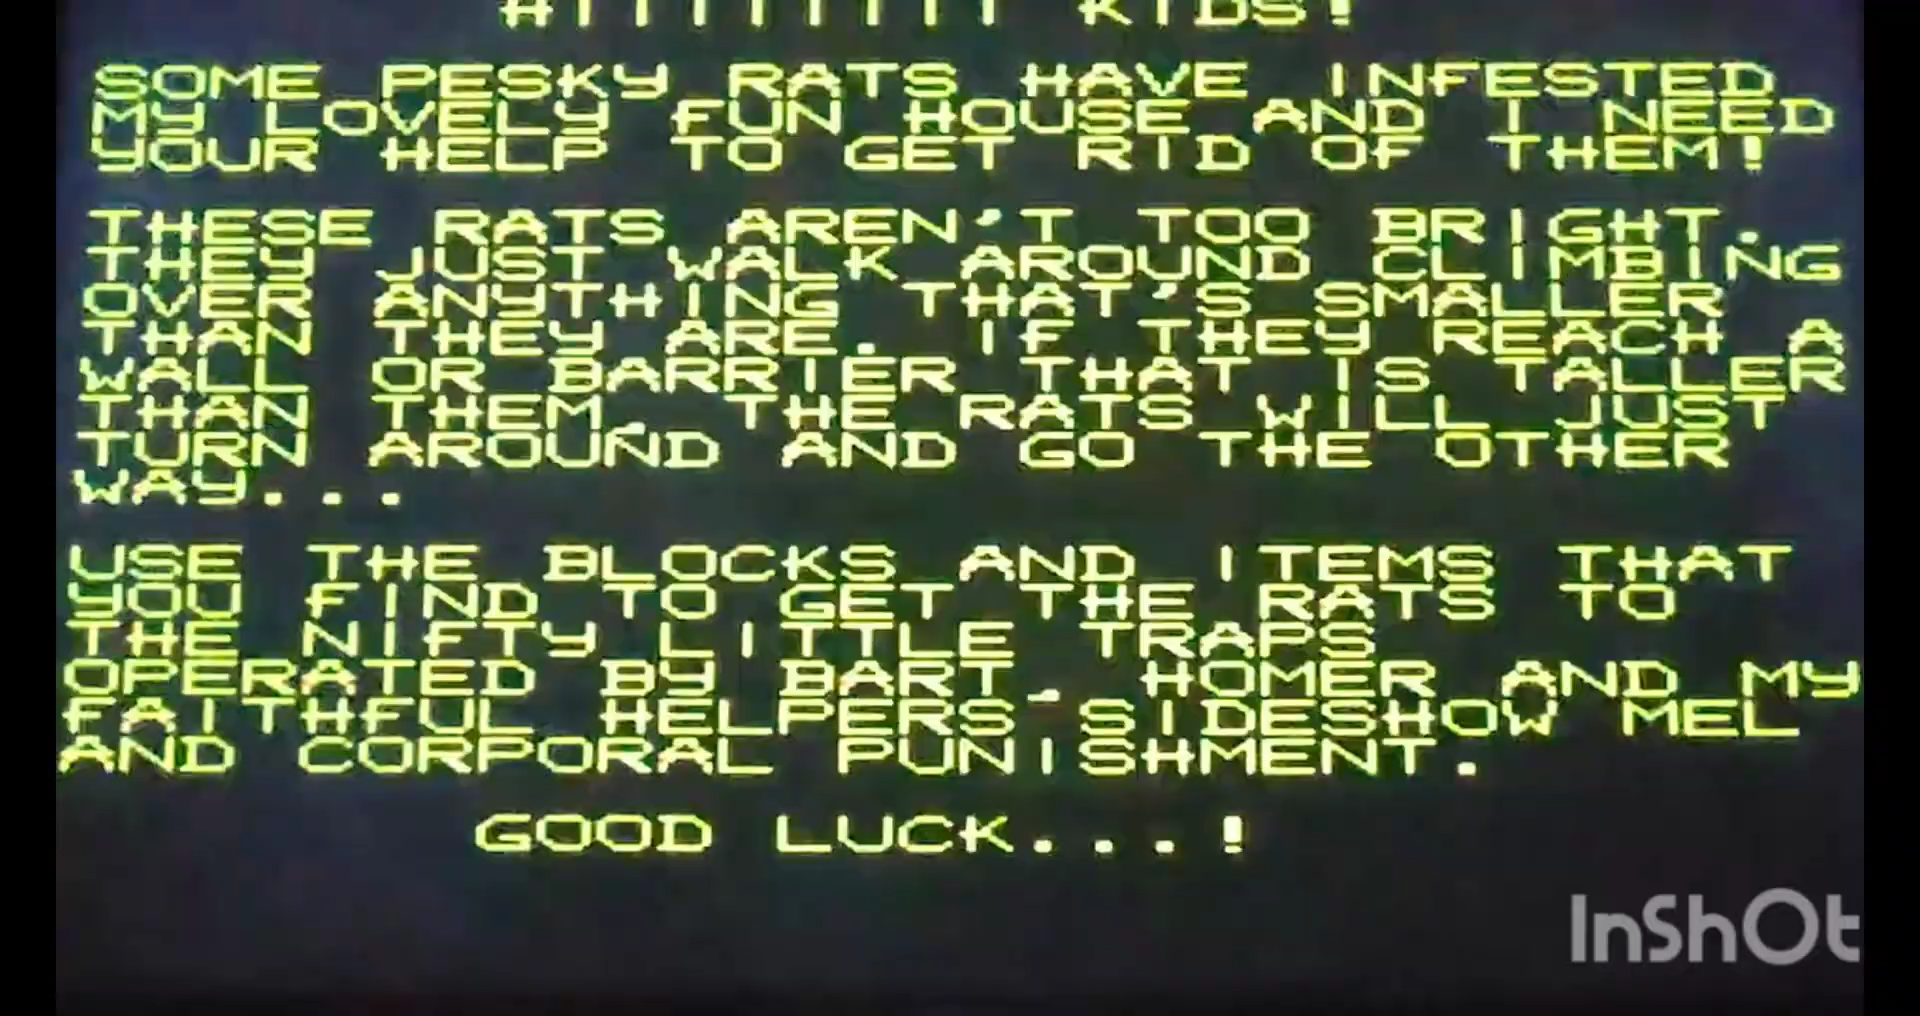 HIIIIIIII KIDS!
SOME PESKY RATS HAVE INFESTED
MY LOVELY FUN HOUSE AND I NEED
YOUR HELP TO GET RID OF THEM!
THESE RATS AREN'T TOO BRIGHT.
THEY JUST WALK AROUND CLIMBING
OVER ANYTHING THAT'S SMALLER
THAN THEY ARE. IF THEY REACH A
WALL OR BARRIER THAT IS TALLER
THAN THEM, THE RATS WILL JUST
TURN AROUND AND GO THE OTHER
WAY...
USE THE BLOCKS AND ITEMS THAT
YOU FIND TO GET THE RATS TO
THE NIFTY LITTLE TRAPS
OPERATED BY BART, HOMER AND MY
FAITHFUL HELPERS SIDESHOW MEL
AND CORPORAL PUNISHMENT.
GOOD LUCK...!
InShOt